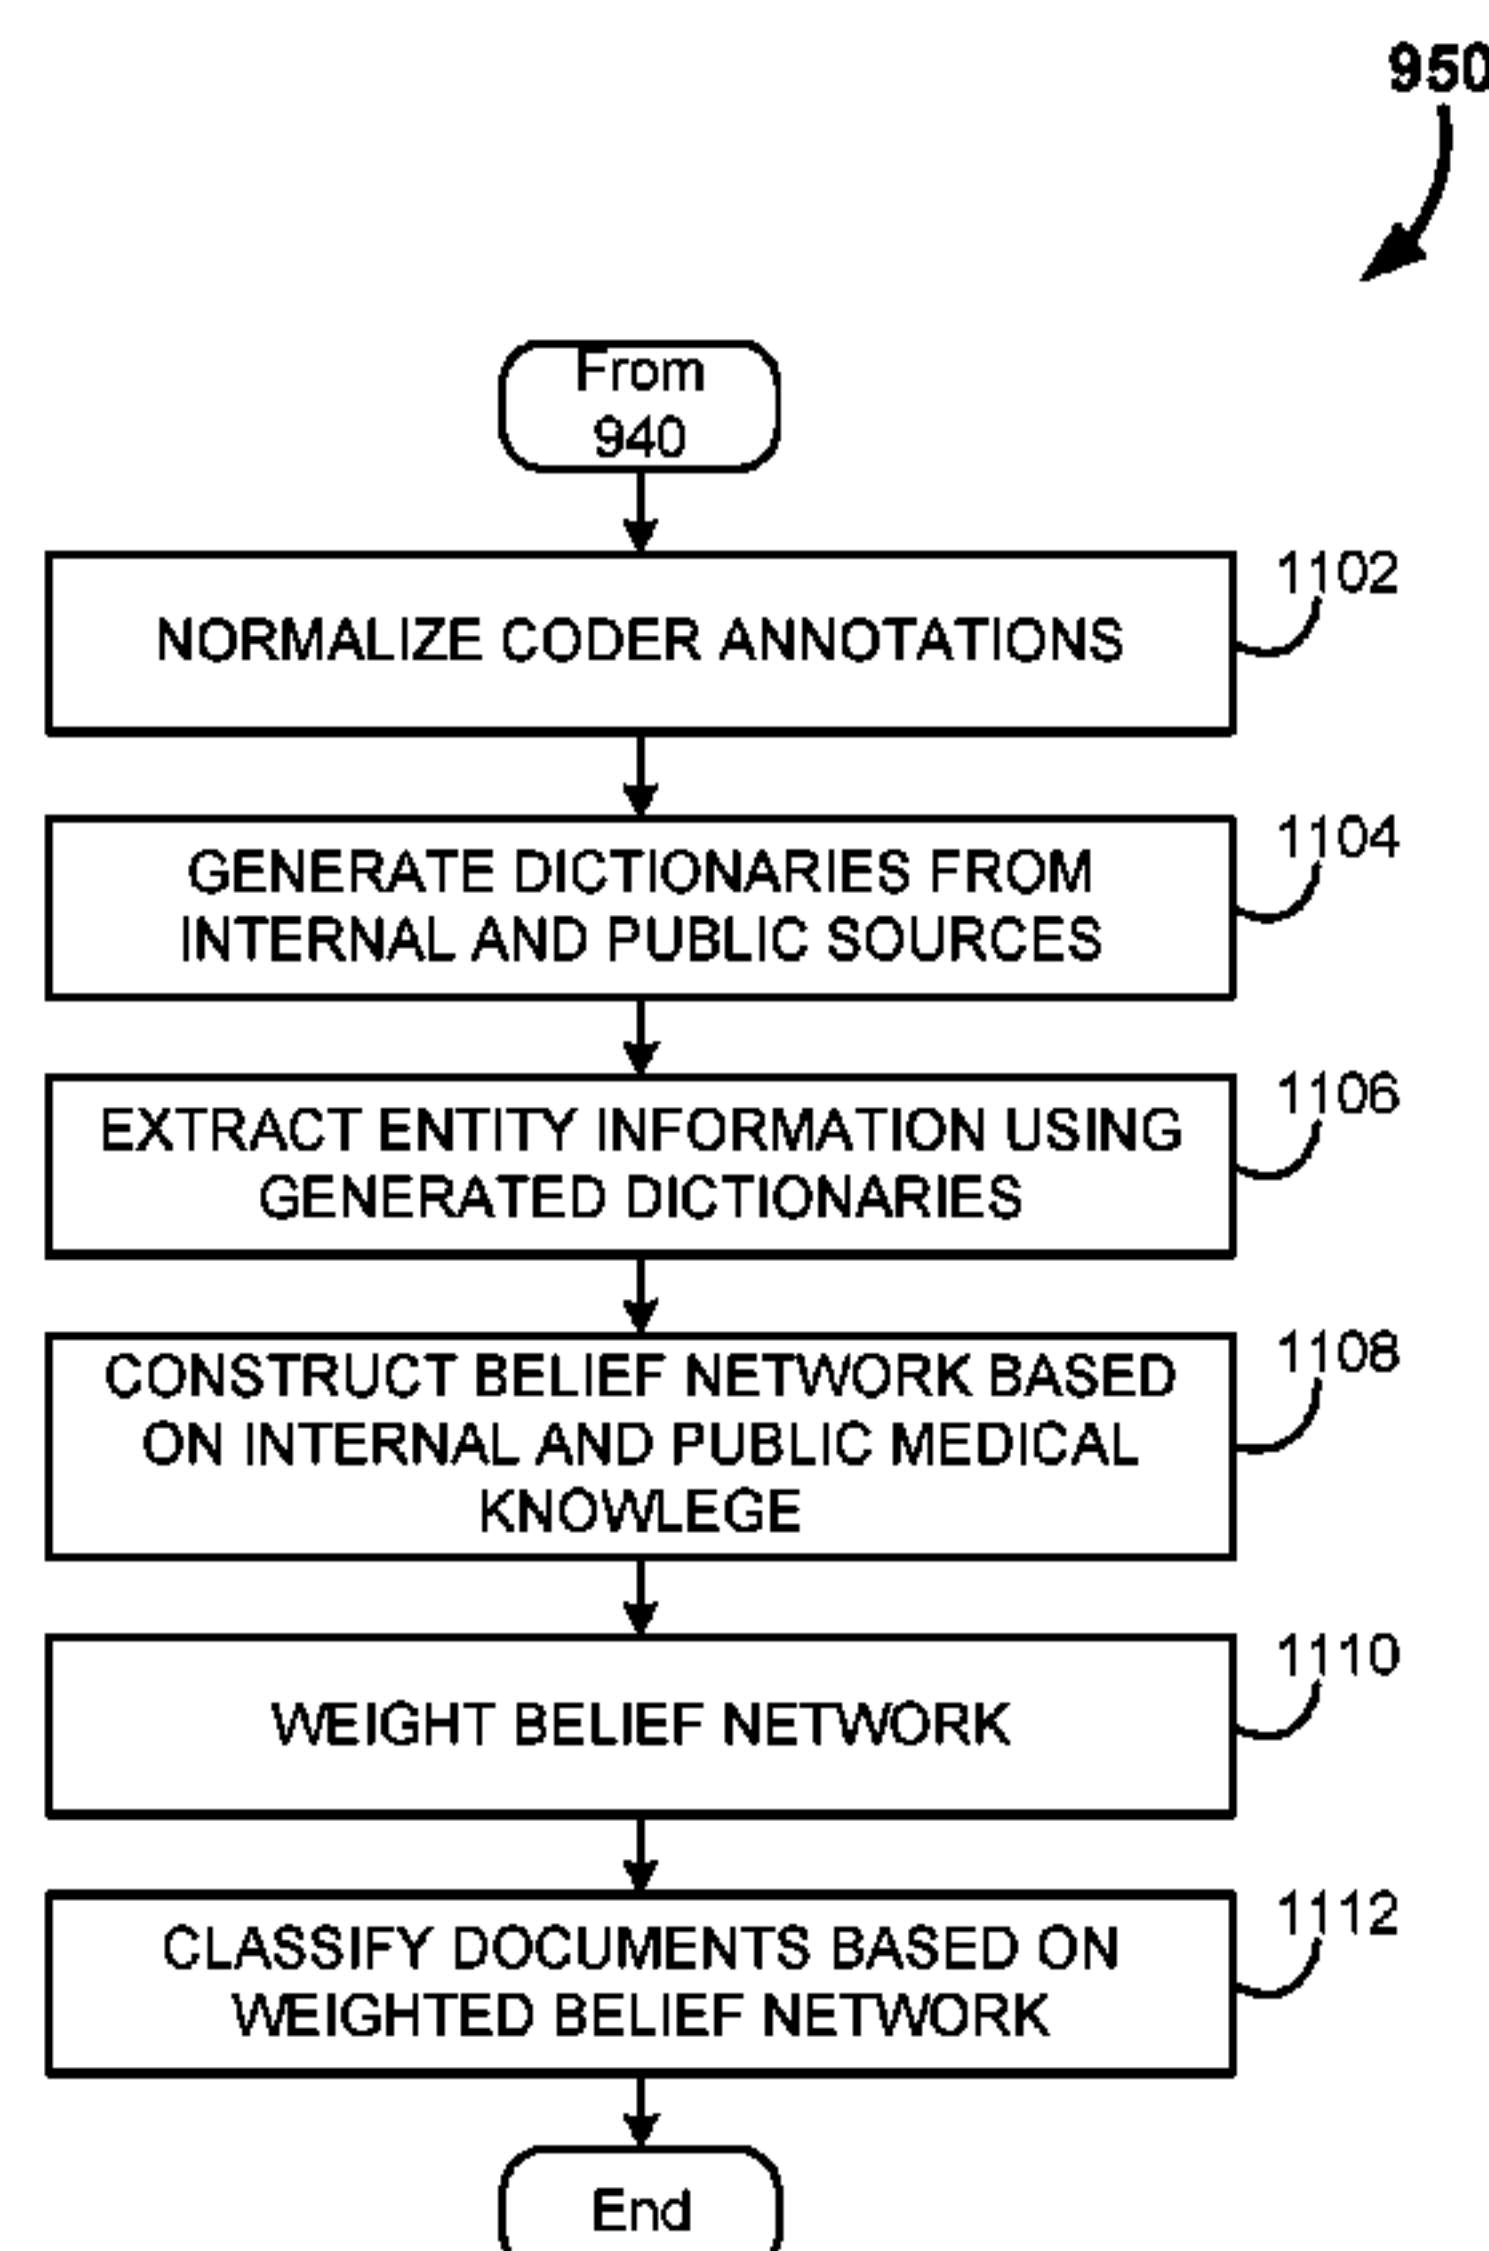 950
From
940
NORMALIZE CODER ANNOTATIONS
1102
GENERATE DICTIONARIES FROM
INTERNAL AND PUBLIC SOURCES
1104
EXTRACT ENTITY INFORMATION USING
GENERATED DICTIONARIES
1106
CONSTRUCT BELIEF NETWORK BASED
ON INTERNAL AND PUBLIC MEDICAL
KNOWLEGE
1108
WEIGHT BELIEF NETWORK
1110
CLASSIFY DOCUMENTS BASED ON
WEIGHTED BELIEF NETWORK
1112
End